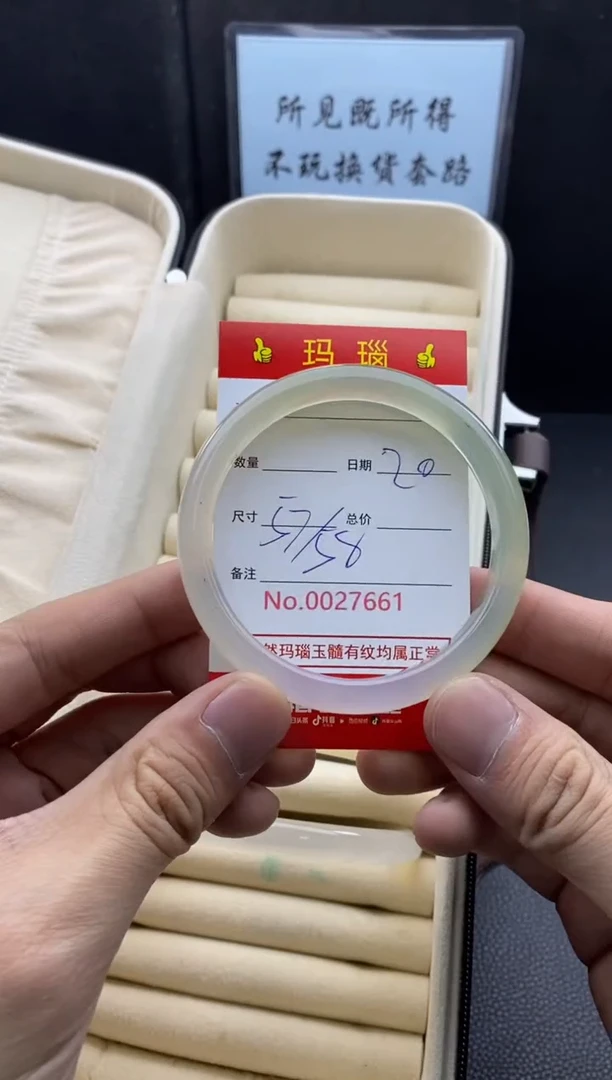 所见既所得
不玩换货套路
玛瑙
数量 日期 20
尺寸 57/58 总价
备注
No.0027661
然玛瑙玉髓有纹均属正常